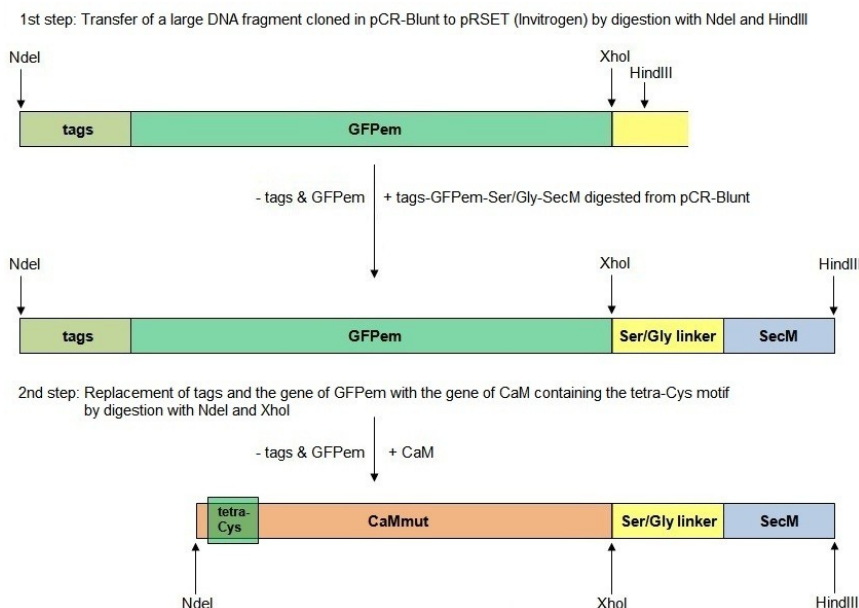 1st step: Transfer of a large DNA fragment cloned in pCR-Blunt to pRSET (Invitrogen) by digestion with NdeI and HindIII
NdeI
XhoI
HindIII
tags
GFPem
- tags & GFPem
+ tags-GFPem-Ser/Gly-SecM digested from pCR-Blunt
NdeI
XhoI
HindIII
tags
GFPem
Ser/Gly linker
SecM
2nd step: Replacement of tags and the gene of GFPem with the gene of CaM containing the tetra-Cys motif
by digestion with NdeI and XhoI
- tags & GFPem
+ CaM
tetra-
Cys
CaMmut
Ser/Gly linker
SecM
NdeI
XhoI
HindIII